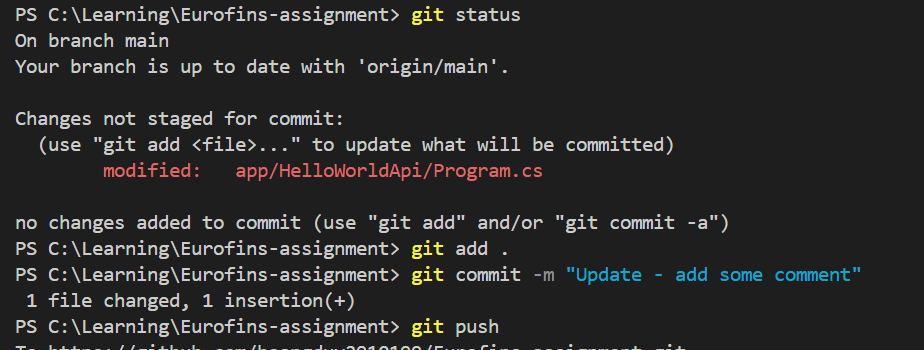 PS C:\Learning\Eurofins-assignment> git status
On branch main
Your branch is up to date with 'origin/main'.
Changes not staged for commit:
(use "git add <file>..." to update what will be committed)
modified: app/HelloWorldApi/Program.cs
no changes added to commit (use "git add" and/or "git commit -a")
PS C:\Learning\Eurofins-assignment> git add .
PS C:\Learning\Eurofins-assignment> git commit -m "Update - add some comment"
1 file changed, 1 insertion(+)
PS C:\Learning\Eurofins-assignment> git push